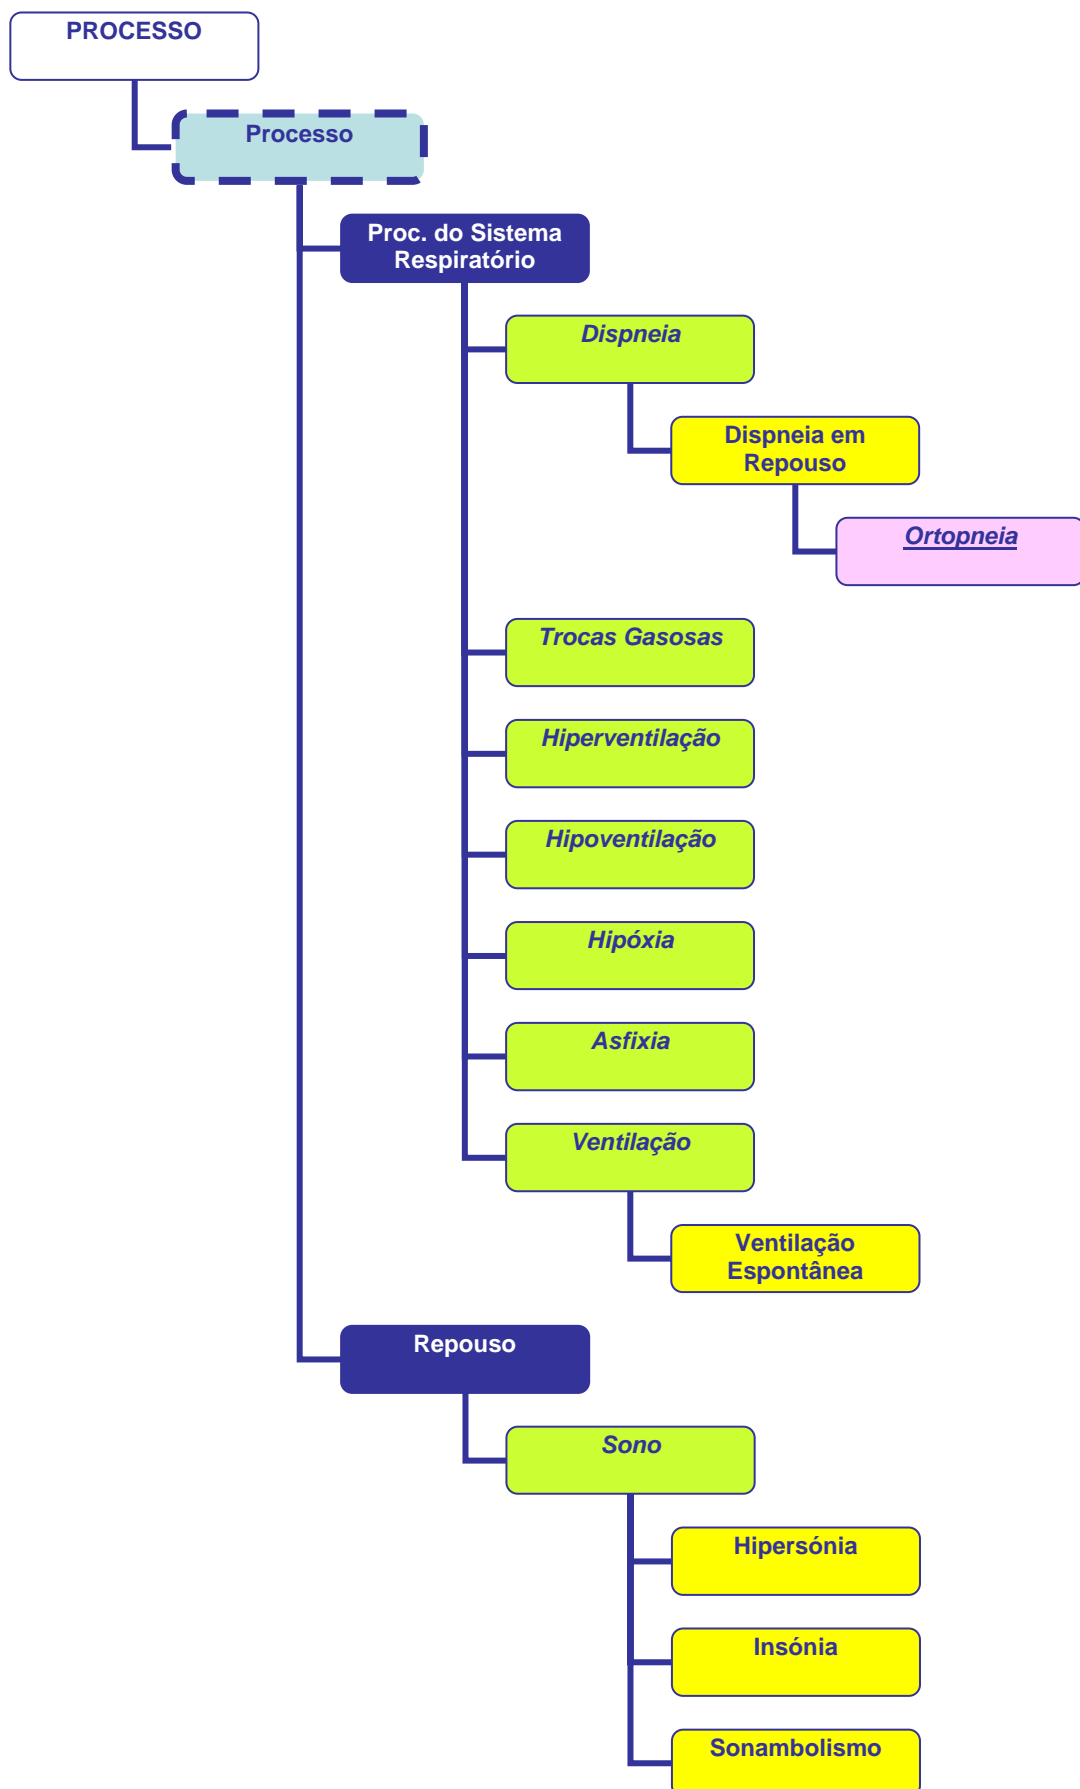 PROCESSO
Processo
Proc. do Sistema
Respiratório
Dispneia
Dispneia em
Repouso
Ortopneia
Trocas Gasosas
Hiperventilação
Hipoventilação
Hipóxia
Asfixia
Ventilação
Ventilação
Espontânea
Repouso
Sono
Hipersónia
Insónia
Sonambolismo